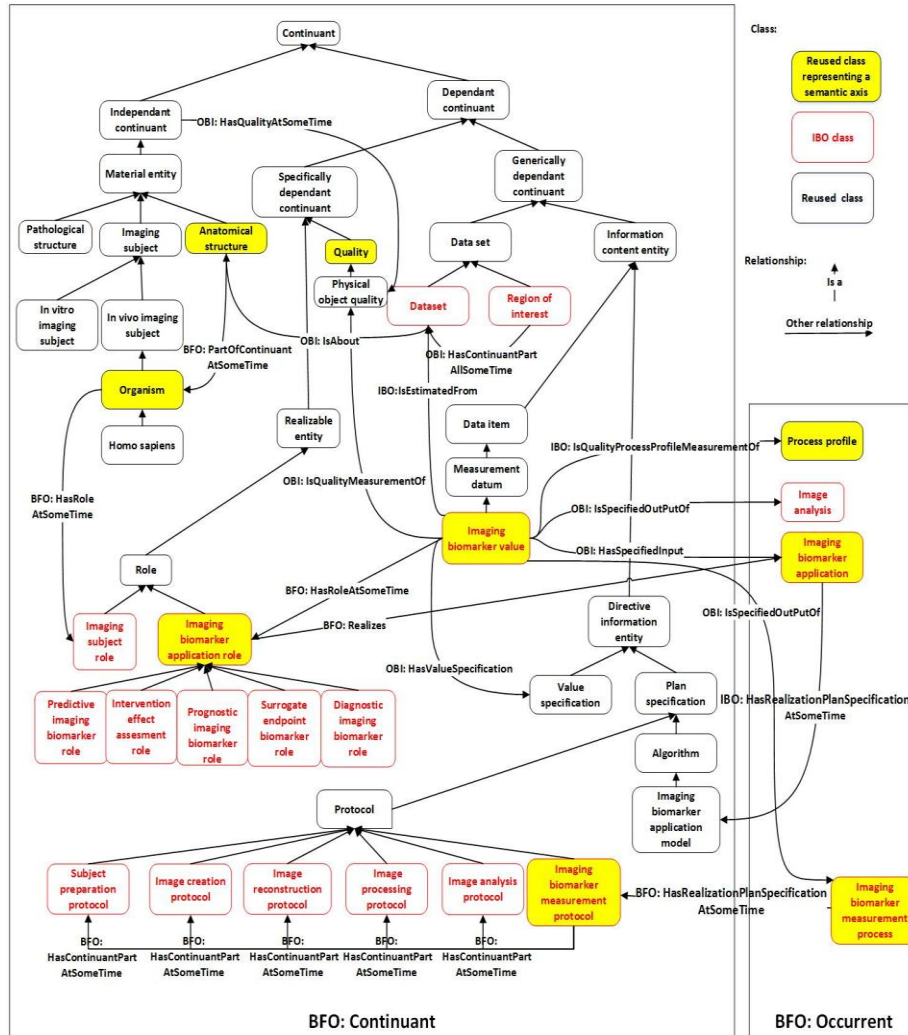 Continuant
Class:
Reused class
representing a
semantic axis
IBO class
Reused class
Relationship:
Is a
Other relationship
Dependant
continuant
Independant
continuant
OBI: HasQualityAtSomeTime
Material entity
Specifically
dependant
continuant
Generically
dependant continuant
Pathological
structure
Imaging
subject
Anatomical
structure
Quality
Data set
Information
content entity
Physical
object quality
Dataset
Region of
interest
In vitro
imaging
subject
In vivo imaging
subject
OBI: IsAbout
OBI: HasContinuantPart
AllSomeTime
BFO: PartOfContinuant
AtSomeTime
IBO:IsEstimatedFrom
Organism
Homo sapiens
Realizable
entity
Data item
IBO: IsQualityProcessProfileMeasurementOf
Process profile
Measurement
datum
OBI: IsQualityMeasurementOf
BFO: HasRole
AtSomeTime
OBI: IsSpecifiedOutPutOf
Image
analysis
Imaging
biomarker value
OBI: HasSpecifiedInput
Imaging
biomarker
application
Role
BFO: HasRoleAtSomeTime
OBI: IsSpecifiedOutPutOf
Imaging
subject
role
Imaging
biomarker
application role
BFO: Realizes
Directive
information
entity
OBI: HasValueSpecification
Value
specification
Plan
specification
IBO: HasRealizationPlanSpecification
AtSomeTime
Predictive
imaging
biomarker
role
Intervention
effect
assesment role
Prognostic
imaging
biomarker
role
Surrogate
endpoint
biomarker
role
Diagnostic
imaging
biomarker
role
Algorithm
Protocol
Imaging
biomarker
application
model
Subject
preparation
protocol
Image creation
protocol
Image
reconstruction
protocol
Image
processing
protocol
Image analysis
protocol
Imaging
biomarker
measurement
protocol
BFO: HasRealizationPlanSpecification
AtSomeTime
Imaging
biomarker
measurement
process
BFO:
HasContinuantPart
AtSomeTime
BFO:
HasContinuantPart
AtSomeTime
BFO:
HasContinuantPart
AtSomeTime
BFO:
HasContinuantPart
AtSomeTime
BFO:
HasContinuantPart
AtSomeTime
BFO: Continuant
BFO: Occurrent